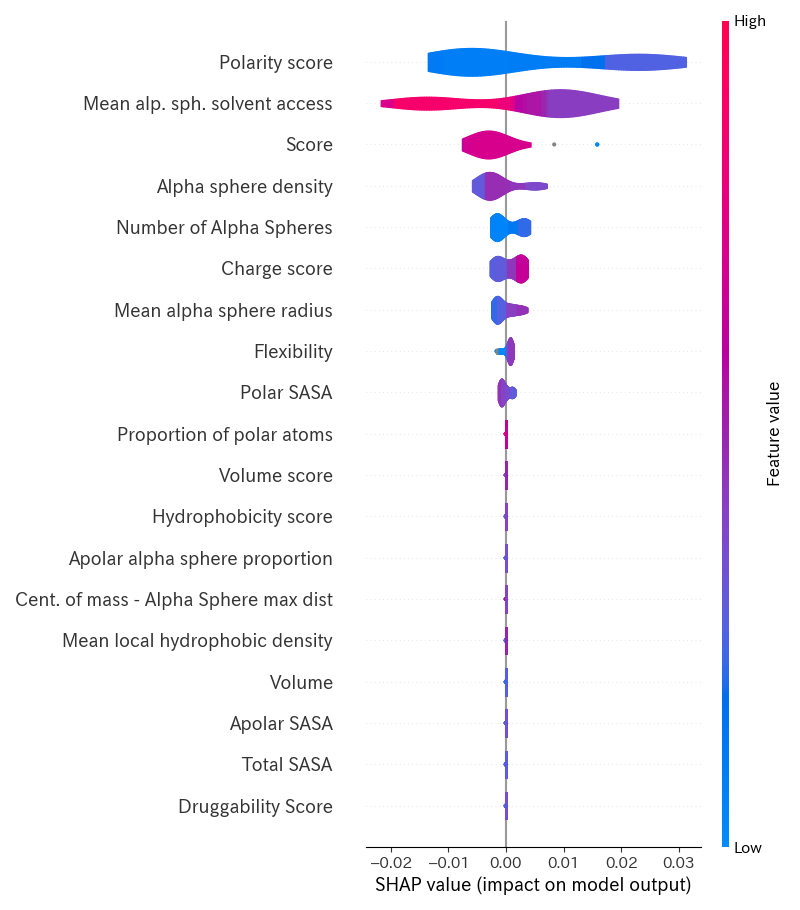 High
Polarity score
Mean alp. sph. solvent access
Score
Alpha sphere density
Number of Alpha Spheres
Charge score
Mean alpha sphere radius
Flexibility
Polar SASA
Proportion of polar atoms
Volume score
Hydrophobicity score
Apolar alpha sphere proportion
Cent. of mass - Alpha Sphere max dist
Mean local hydrophobic density
Volume
Apolar SASA
Total SASA
Druggability Score
Feature value
Low
−0.02 −0.01 0.00 0.01 0.02 0.03
SHAP value (impact on model output)